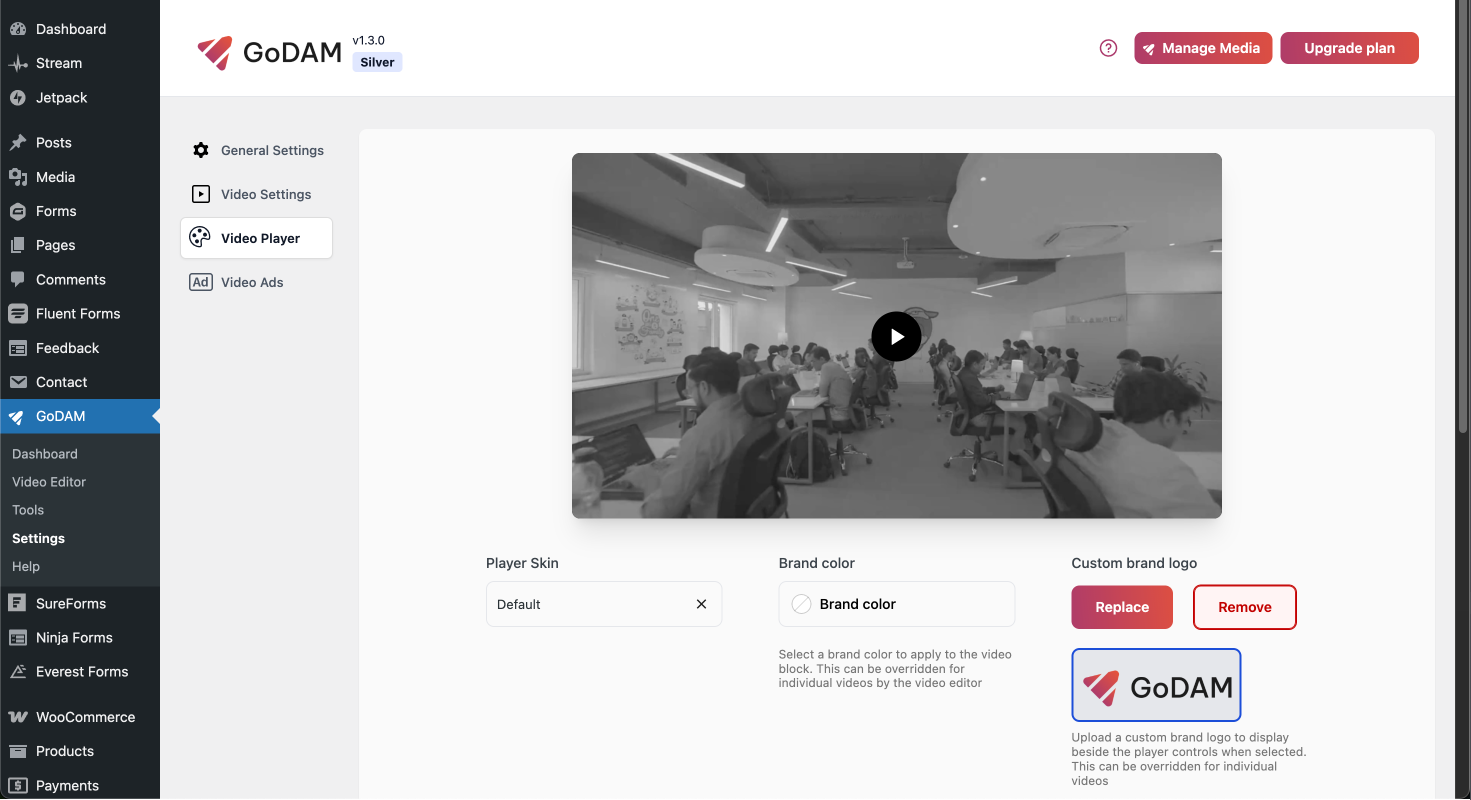 Dashboard
Stream
Jetpack
Posts
Media
Forms
Pages
Comments
Fluent Forms
Feedback
Contact
GoDAM
Dashboard
Video Editor
Tools
Settings
Help
SureForms
Ninja Forms
Everest Forms
WooCommerce
Products
Payments
GoDAM
v1.3.0
Silver
?
Manage Media
Upgrade plan
General Settings
Video Settings
Video Player
Ad Video Ads
Player Skin
Default
Brand color
Brand color
Select a brand color to apply to the video
block. This can be overridden for
individual videos by the video editor
Custom brand logo
Replace
Remove
GoDAM
Upload a custom brand logo to display
beside the player controls when selected.
This can be overridden for individual
videos